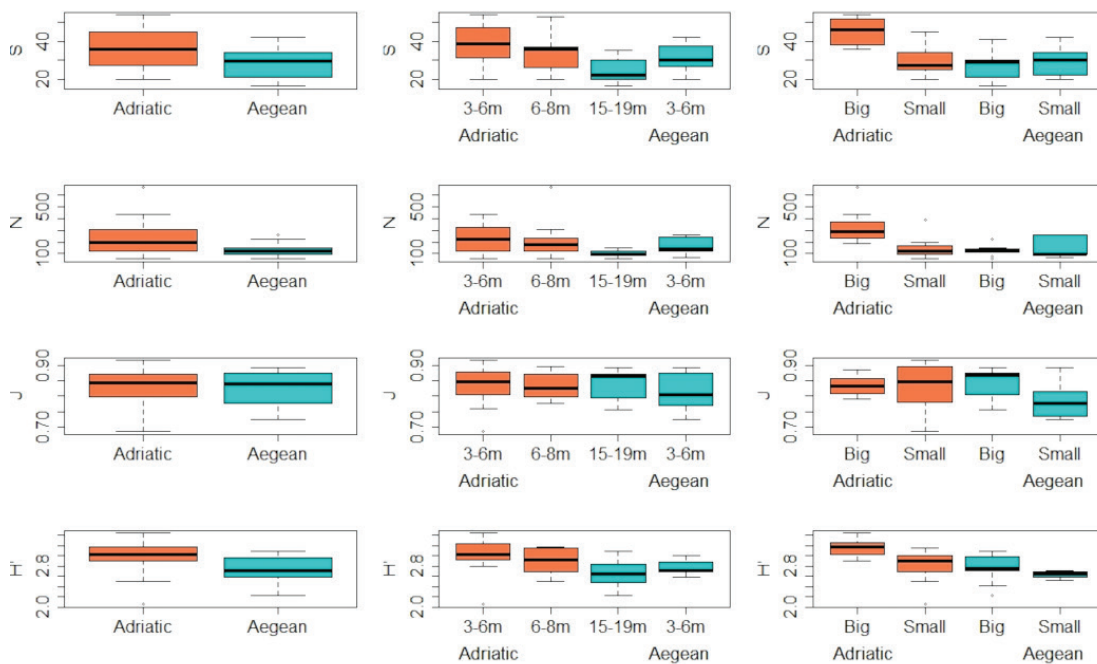 S
40
20
Adriatic Aegean
S
40
20
3-6m 6-8m 15-19m 3-6m
Adriatic Aegean
S
40
20
Big Small Big Small
Adriatic Aegean
N
500
100
Adriatic Aegean
N
500
100
3-6m 6-8m 15-19m 3-6m
Adriatic Aegean
N
500
100
Big Small Big Small
Adriatic Aegean
J
0.90
0.70
Adriatic Aegean
J
0.90
0.70
3-6m 6-8m 15-19m 3-6m
Adriatic Aegean
J
0.90
0.70
Big Small Big Small
Adriatic Aegean
H'
2.8
2.0
Adriatic Aegean
H'
2.8
2.0
3-6m 6-8m 15-19m 3-6m
Adriatic Aegean
H'
2.8
2.0
Big Small Big Small
Adriatic Aegean